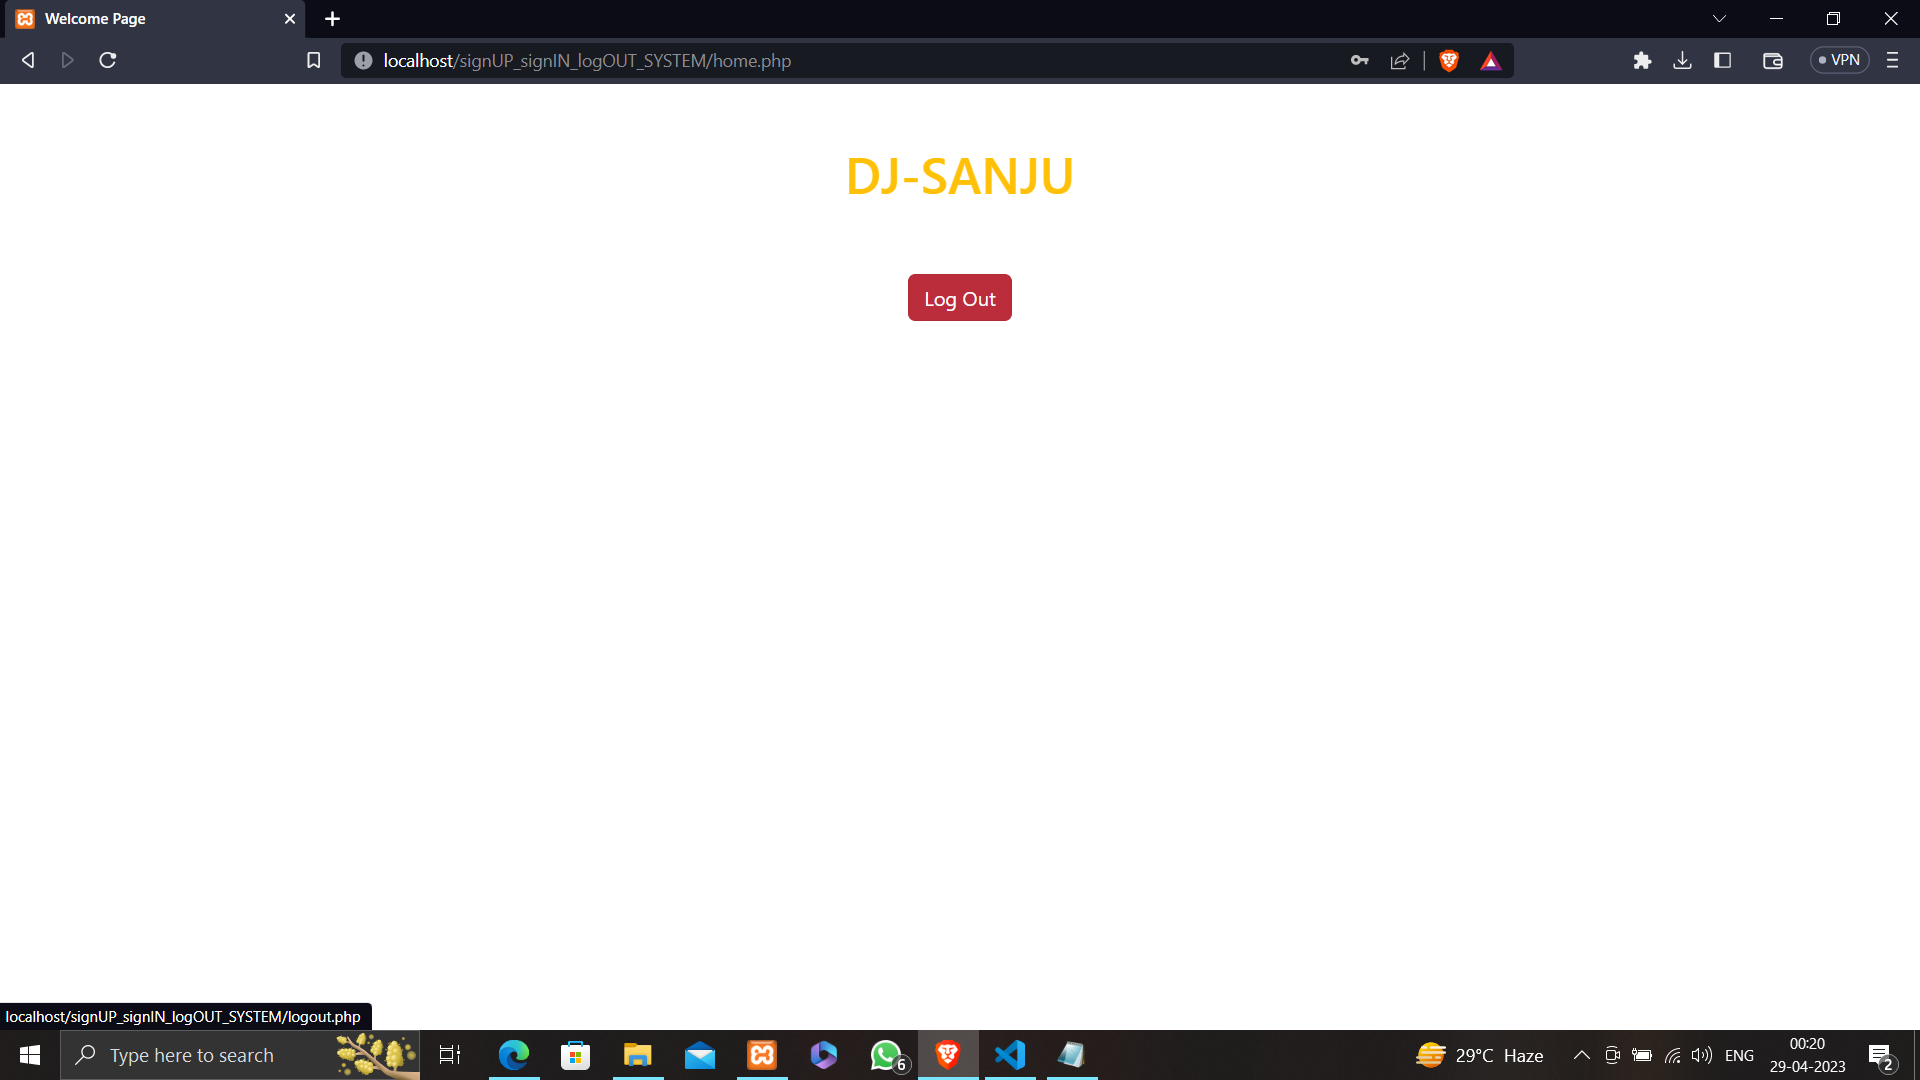 Welcome Page
localhost/signUP_signIN_logOUT_SYSTEM/home.php
VPN
DJ-SANJU
Log Out
localhost/signUP_signIN_logOUT_SYSTEM/logout.php
Type here to search
6
29°C Haze
ENG
00:20
29-04-2023
2